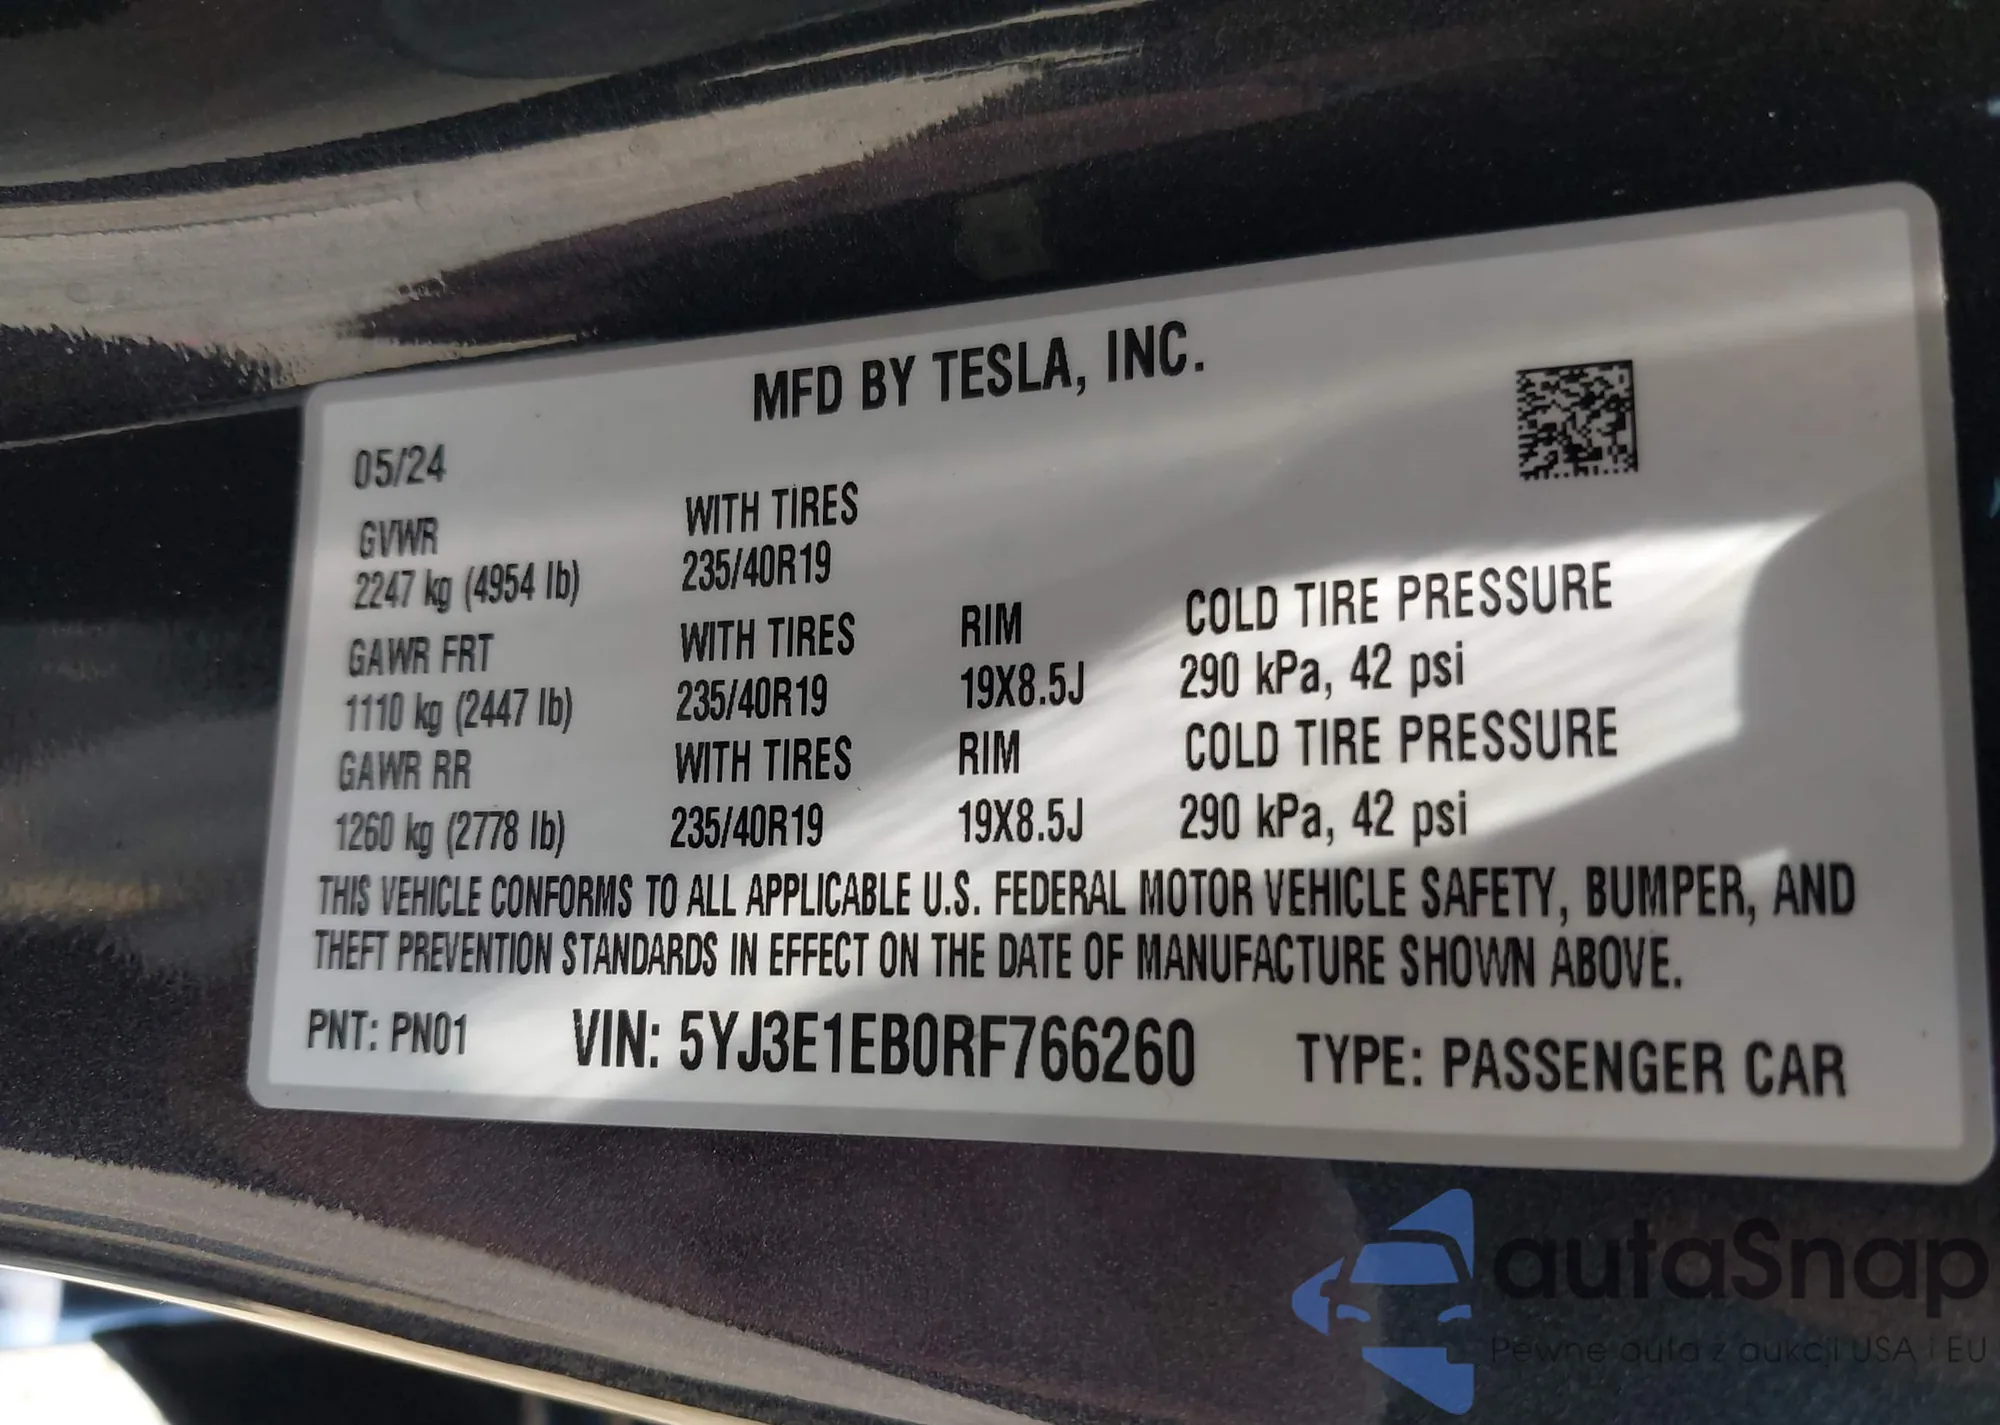 MFD BY TESLA, INC.
05/24
GVWR WITH TIRES
2247 kg (4954 lb) 235/40R19
GAWR FRT WITH TIRES RIM COLD TIRE PRESSURE
1110 kg (2447 lb) 235/40R19 19X8.5J 290 kPa, 42 psi
GAWR RR WITH TIRES RIM COLD TIRE PRESSURE
1260 kg (2778 lb) 235/40R19 19X8.5J 290 kPa, 42 psi
THIS VEHICLE CONFORMS TO ALL APPLICABLE U.S. FEDERAL MOTOR VEHICLE SAFETY, BUMPER, AND
THEFT PREVENTION STANDARDS IN EFFECT ON THE DATE OF MANUFACTURE SHOWN ABOVE.
PNT: PN01 VIN: 5YJ3E1EB0RF766260 TYPE: PASSENGER CAR
autaSnap
Pewne auta z aukcji USA i EU